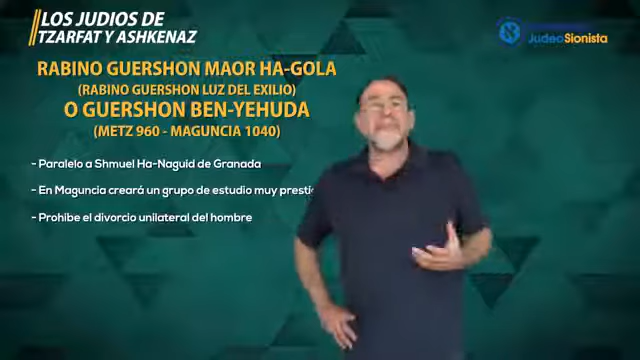 LOS JUDIOS DE
TZARFAT Y ASHKENAZ
JudeoSionista
RABINO GUERSHON MAOR HA-GOLA
(RABINO GUERSHON LUZ DEL EXILIO)
O GUERSHON BEN-YEHUDA
(METZ 960 - MAGUNCIA 1040)
- Paralelo a Shmuel Ha-Naguid de Granada
- En Maguncia creará un grupo de estudio muy presti
- Prohibe el divorcio unilateral del hombre